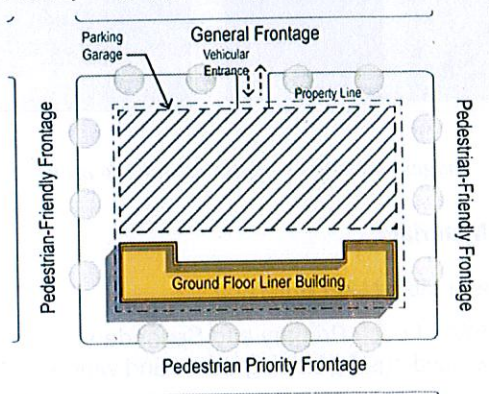 General Frontage
Parking
Garage
Vehicular
Entrance
Property Line
Pedestrian-Friendly Frontage
Pedestrian-Friendly Frontage
Ground Floor Liner Building
Pedestrian Priority Frontage